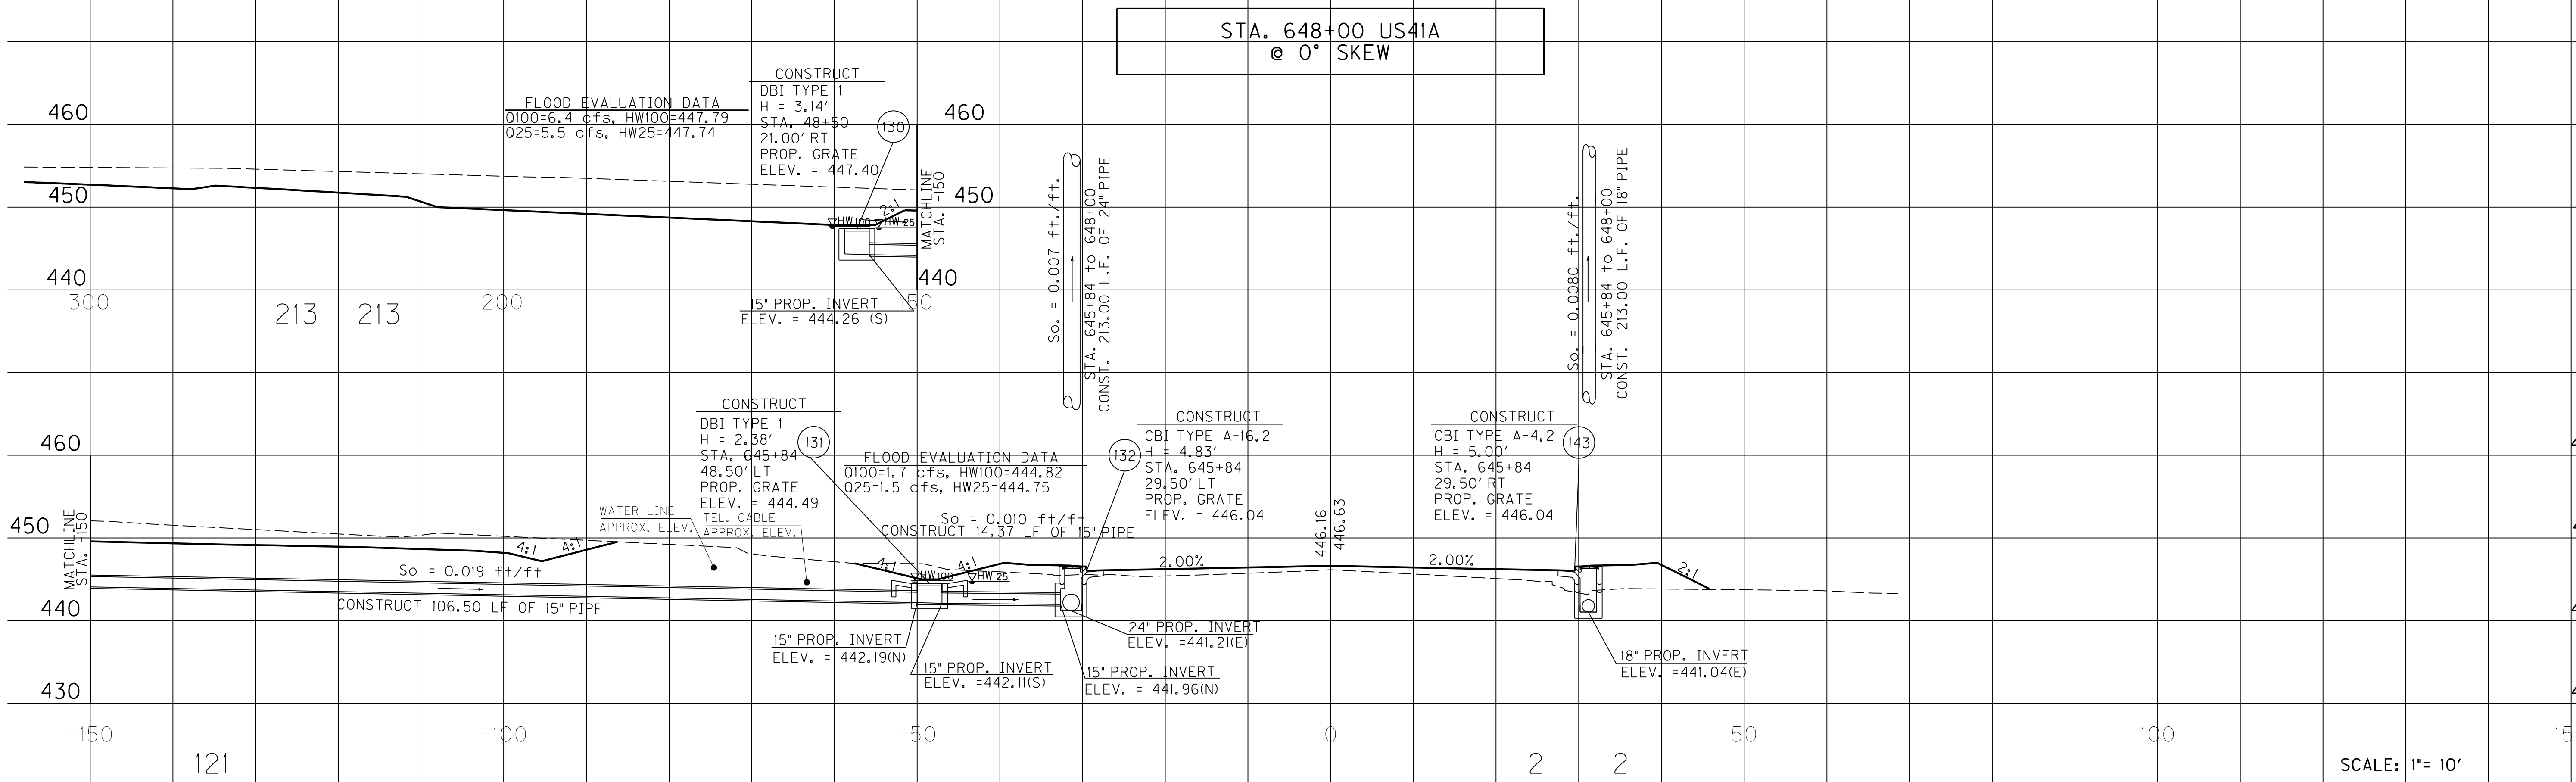 STA. 648+00 US41A
@ 0° SKEW
FLOOD EVALUATION DATA
Q100=6.4 cfs, HW100=447.79
Q25=5.5 cfs, HW25=447.74
CONSTRUCT
DBI TYPE 1
H = 3.14'
STA. 48+50
21.00' RT
PROP. GRATE
ELEV. = 447.40
130
460
460
450
450
440
440
MATCHLINE
STA. -150
2:1
HW 100
HW 25
15" PROP. INVERT
ELEV. = 444.26 (S)
-300
-200
-150
213
213
So. = 0.007 ft./ft.
STA. 645+84 to 648+00
CONST. 213.00 L.F. OF 24" PIPE
So. = 0.0080 ft./ft.
STA. 645+84 to 648+00
CONST. 213.00 L.F. OF 18" PIPE
CONSTRUCT
DBI TYPE 1
H = 2.38'
STA. 645+84
48.50' LT
PROP. GRATE
ELEV. = 444.49
131
FLOOD EVALUATION DATA
Q100=1.7 cfs, HW100=444.82
Q25=1.5 cfs, HW25=444.75
132
CONSTRUCT
CBI TYPE A-16,2
H = 4.83'
STA. 645+84
29.50' LT
PROP. GRATE
ELEV. = 446.04
CONSTRUCT
CBI TYPE A-4,2
H = 5.00'
STA. 645+84
29.50' RT
PROP. GRATE
ELEV. = 446.04
143
460
450
440
430
MATCHLINE
STA. -150
WATER LINE
APPROX. ELEV.
TEL. CABLE
APPROX. ELEV.
So = 0.010 ft/ft
CONSTRUCT 14.37 LF OF 15" PIPE
446.16
446.63
4:1
4:1
4:1
4:1
2.00%
2.00%
2:1
HW 100
HW 25
So = 0.019 ft/ft
CONSTRUCT 106.50 LF OF 15" PIPE
15" PROP. INVERT
ELEV. = 442.19(N)
15" PROP. INVERT
ELEV. =442.11(S)
24" PROP. INVERT
ELEV. =441.21(E)
15" PROP. INVERT
ELEV. = 441.96(N)
18" PROP. INVERT
ELEV. =441.04(E)
-150
-100
-50
0
50
100
15
121
2
2
SCALE: 1"= 10'